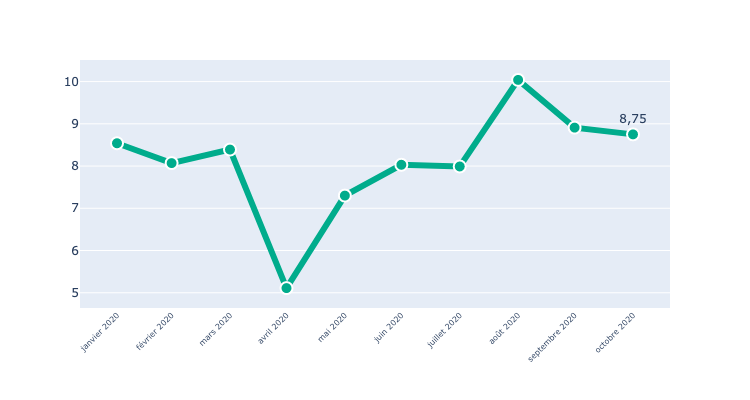 10
9
8
7
6
5
8,75
janvier 2020
février 2020
mars 2020
avril 2020
mai 2020
juin 2020
juillet 2020
août 2020
septembre 2020
octobre 2020